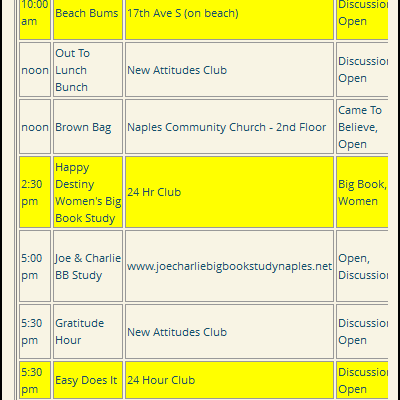 10:00
am
Beach Bums
17th Ave S (on beach)
Discussion
Open
noon
Out To
Lunch
Bunch
New Attitudes Club
Discussion
Open
noon
Brown Bag
Naples Community Church - 2nd Floor
Came To
Believe,
Open
2:30
pm
Happy
Destiny
Women's Big
Book Study
24 Hr Club
Big Book,
Women
5:00
pm
Joe & Charlie
BB Study
www.joecharliebigbookstudynaples.net
Open,
Discussion
5:30
pm
Gratitude
Hour
New Attitudes Club
Discussion
Open
5:30
pm
Easy Does It
24 Hour Club
Discussion
Open